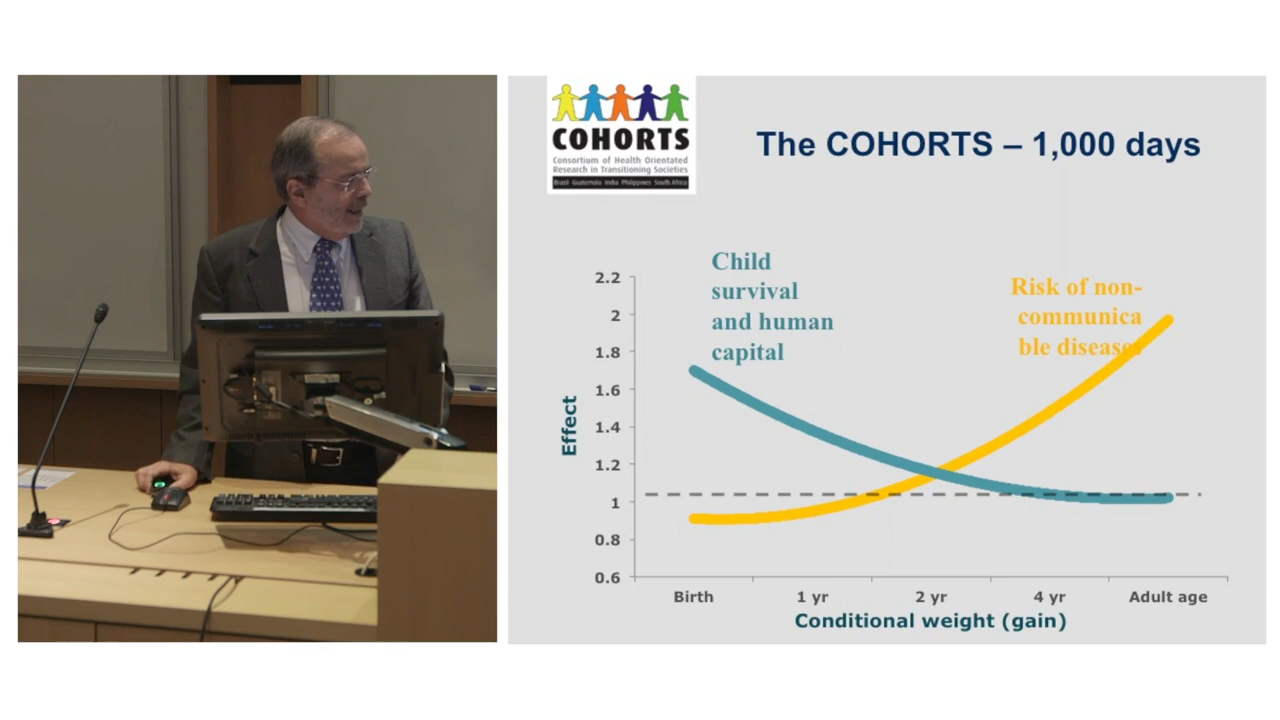 COHORTS
Consortium of Health Orientated
Research in Transitioning Societies
Brazil Guatemala India Philippines South Africa
The COHORTS – 1,000 days
Child
survival
and human
capital
Risk of non-
communica
ble diseases
2.2
2
1.8
1.6
1.4
1.2
1
0.8
0.6
Effect
Birth
1 yr
2 yr
4 yr
Adult age
Conditional weight (gain)